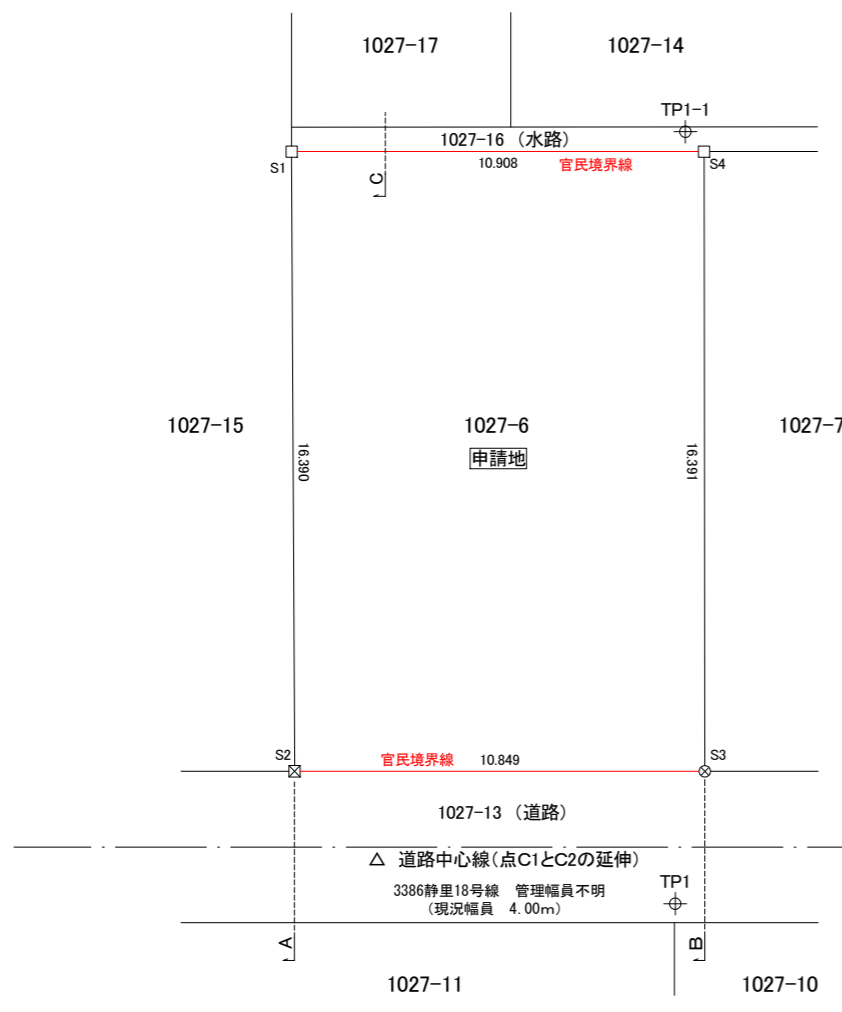 1027-17
1027-14
TP1-1
1027-16 (水路)
S1
10.908
官民境界線
S4
C
1027-15
1027-6
1027-7
申請地
16.390
16.391
S2
官民境界線
10.849
S3
1027-13 (道路)
△ 道路中心線(点C1とC2の延伸)
3386静里18号線 管理幅員不明
TP1
(現況幅員 4.00m)
A
B
1027-11
1027-10